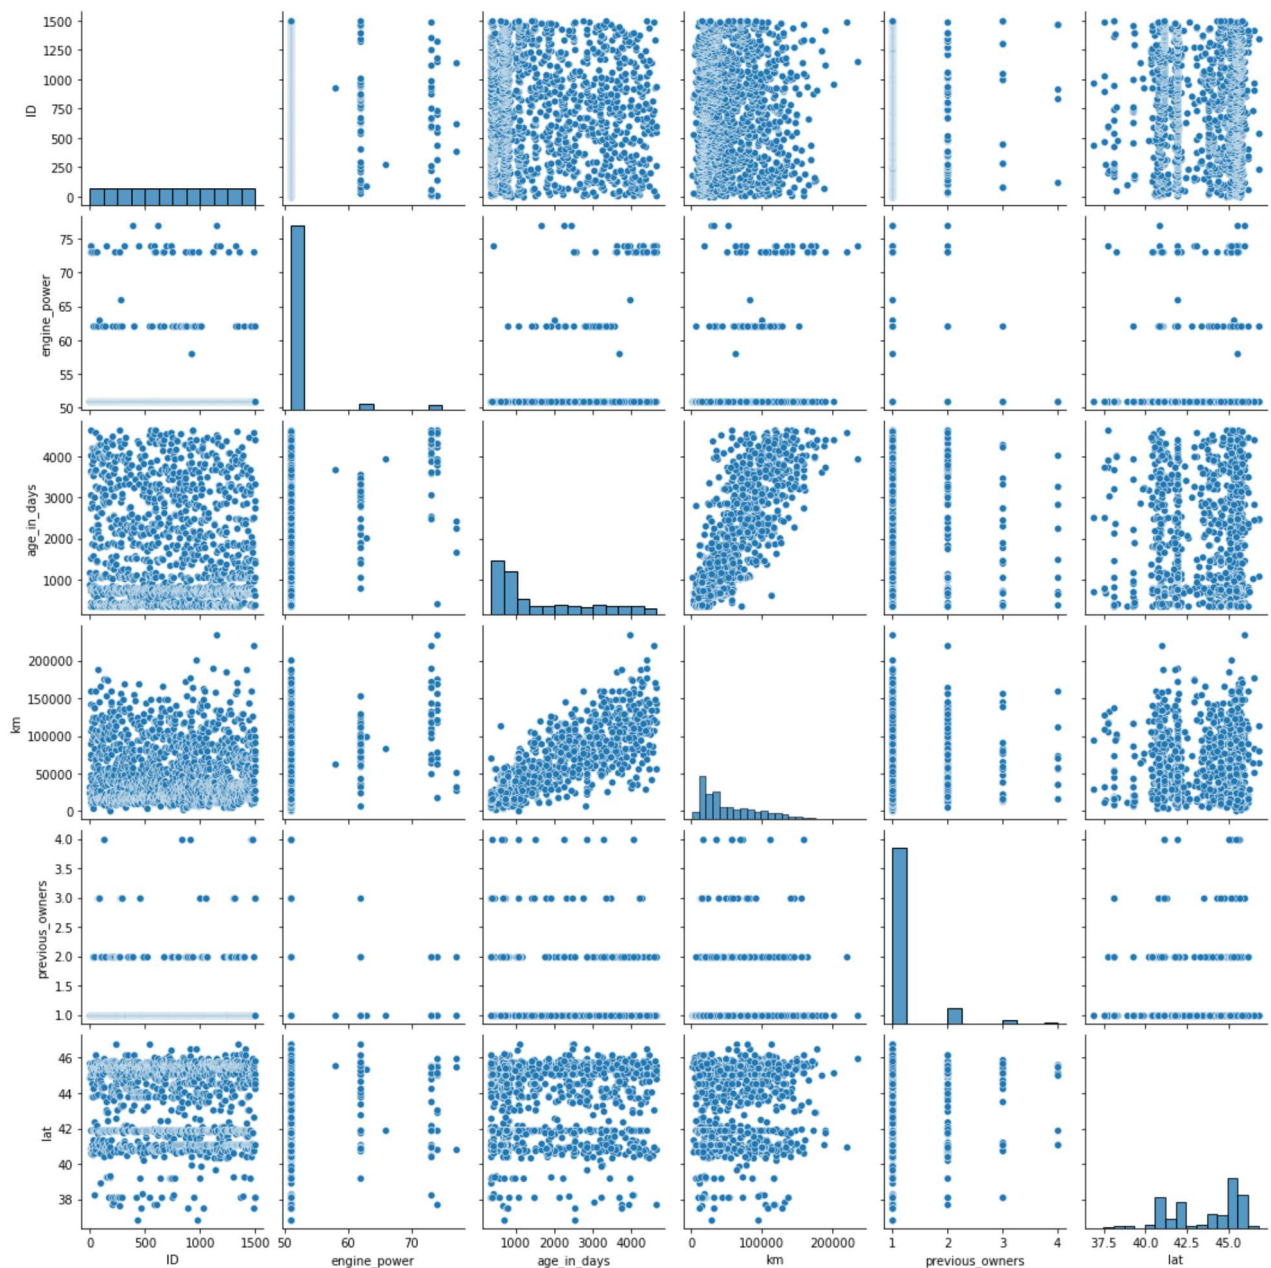 1500
1250
1000
750
500
250
0
ID
75
70
65
60
55
50
engine_power
4000
3000
2000
1000
age_in_days
200000
150000
100000
50000
0
km
4.0
3.5
3.0
2.5
2.0
1.5
1.0
previous_owners
46
44
42
40
38
lat
0 500 1000 1500
50 60 70
1000 2000 3000 4000
0 100000 200000
1 2 3 4
37.5 40.0 42.5 45.0
ID engine_power age_in_days km previous_owners lat